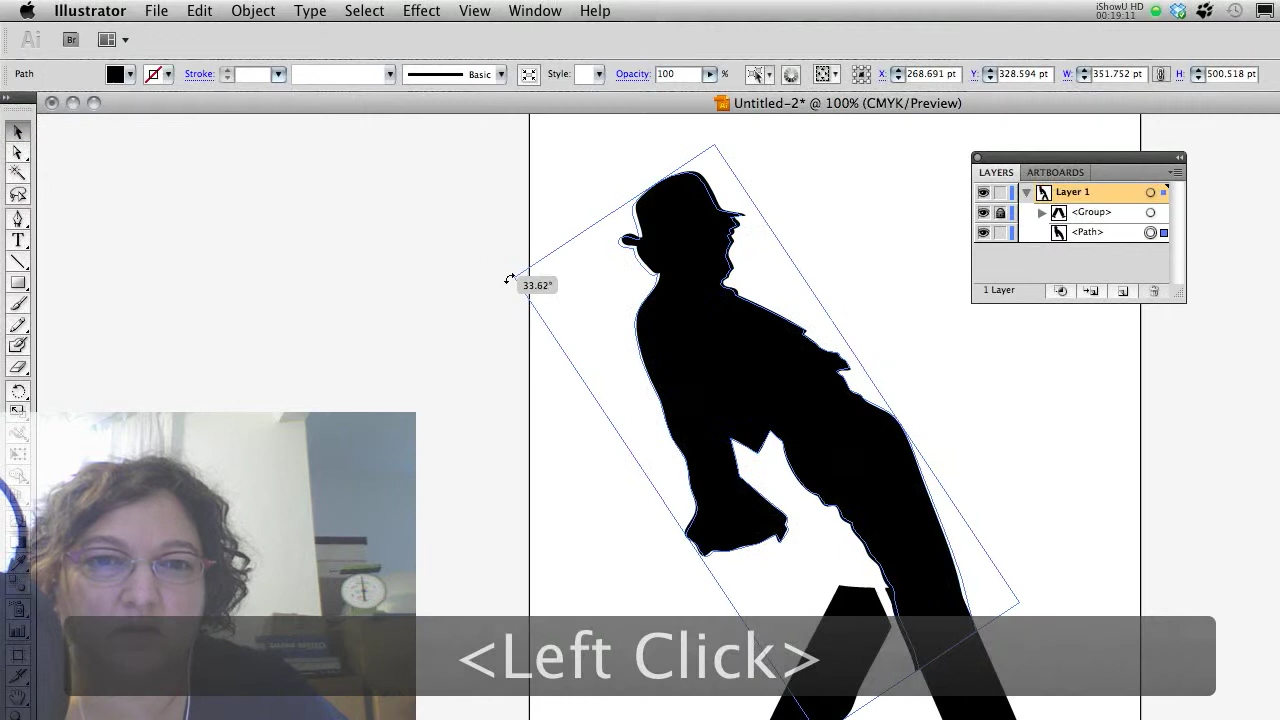 Illustrator File Edit Object Type Select Effect View Window Help
iShowU HD
00:19:11
Ai Br
Path Stroke: Basic Style: Opacity: 100 % X: 268.691 pt Y: 328.594 pt W: 351.752 pt H: 500.518 pt
Untitled-2* @ 100% (CMYK/Preview)
LAYERS ARTBOARDS
Layer 1
<Group>
<Path>
1 Layer
33.62°
T
<Left Click>